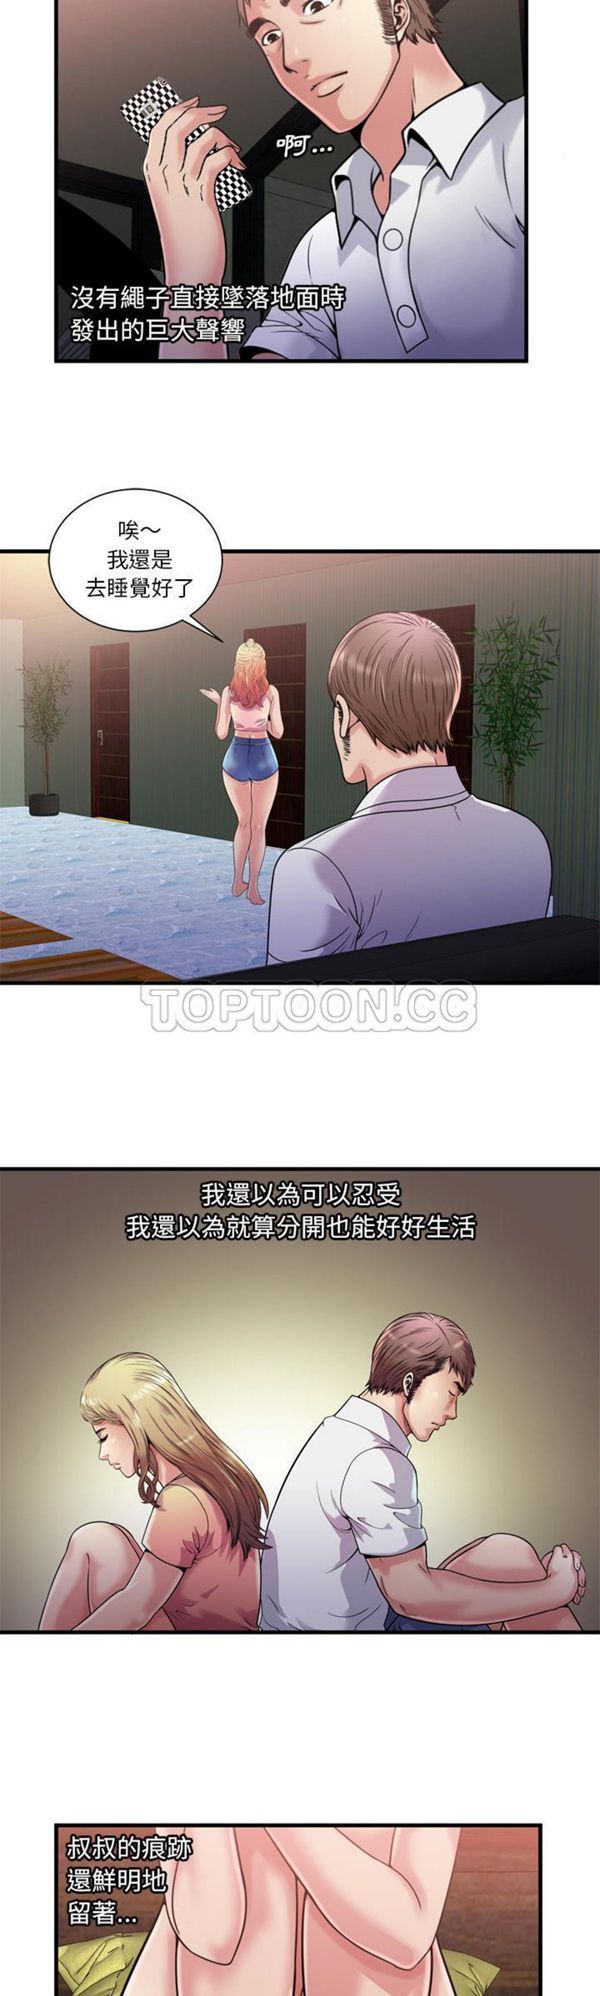 啊...
沒有繩子直接墜落地面時
發出的巨大聲響
唉～
我還是
去睡覺好了
TOPTOON.CC
我還以為可以忍受
我還以為就算分開也能好好生活
叔叔的痕跡
還鮮明地
留著...